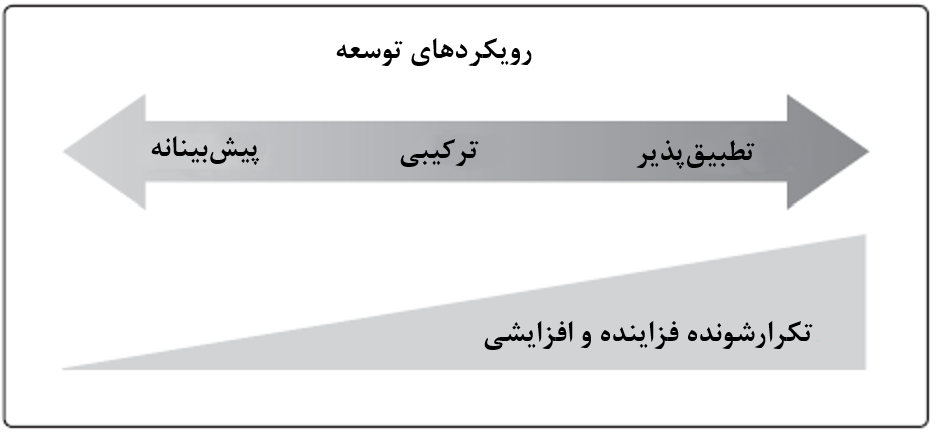 رویکردهای توسعه
تطبیق‌پذیر
ترکیبی
پیش‌بینانه
تکرارشونده فزاینده و افزایشی